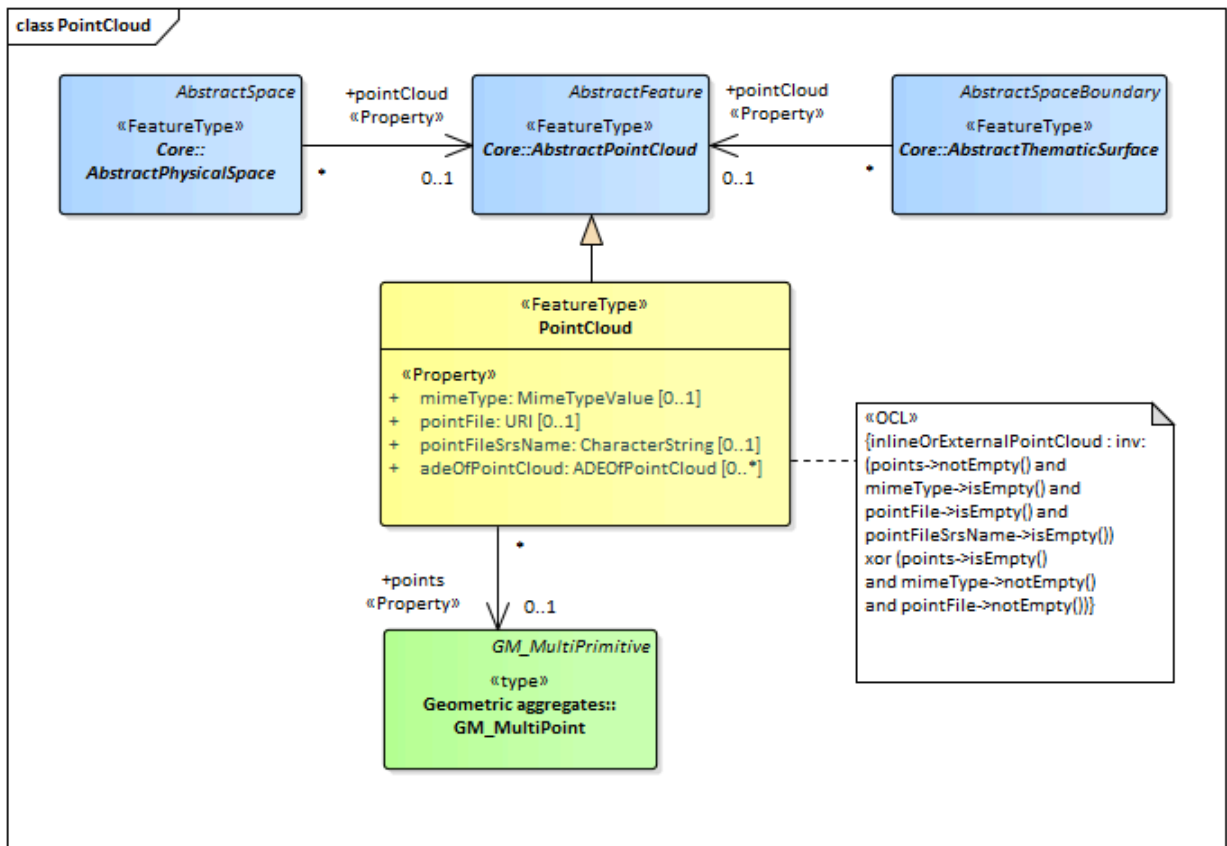 class PointCloud
AbstractSpace
«FeatureType»
Core::
AbstractPhysicalSpace
+pointCloud
«Property»
*
0..1
AbstractFeature
«FeatureType»
Core::AbstractPointCloud
+pointCloud
«Property»
0..1
*
AbstractSpaceBoundary
«FeatureType»
Core::AbstractThematicSurface
«FeatureType»
PointCloud
«Property»
+ mimeType: MimeTypeValue [0..1]
+ pointFile: URI [0..1]
+ pointFileSrsName: CharacterString [0..1]
+ adeOfPointCloud: ADEOfPointCloud [0..*]
«OCL»
{inlineOrExternalPointCloud : inv:
(points->notEmpty() and
mimeType->isEmpty() and
pointFile->isEmpty() and
pointFileSrsName->isEmpty())
xor (points->isEmpty()
and mimeType->notEmpty()
and pointFile->notEmpty())}
*
+points
«Property»
0..1
GM_MultiPrimitive
«type»
Geometric aggregates::
GM_MultiPoint